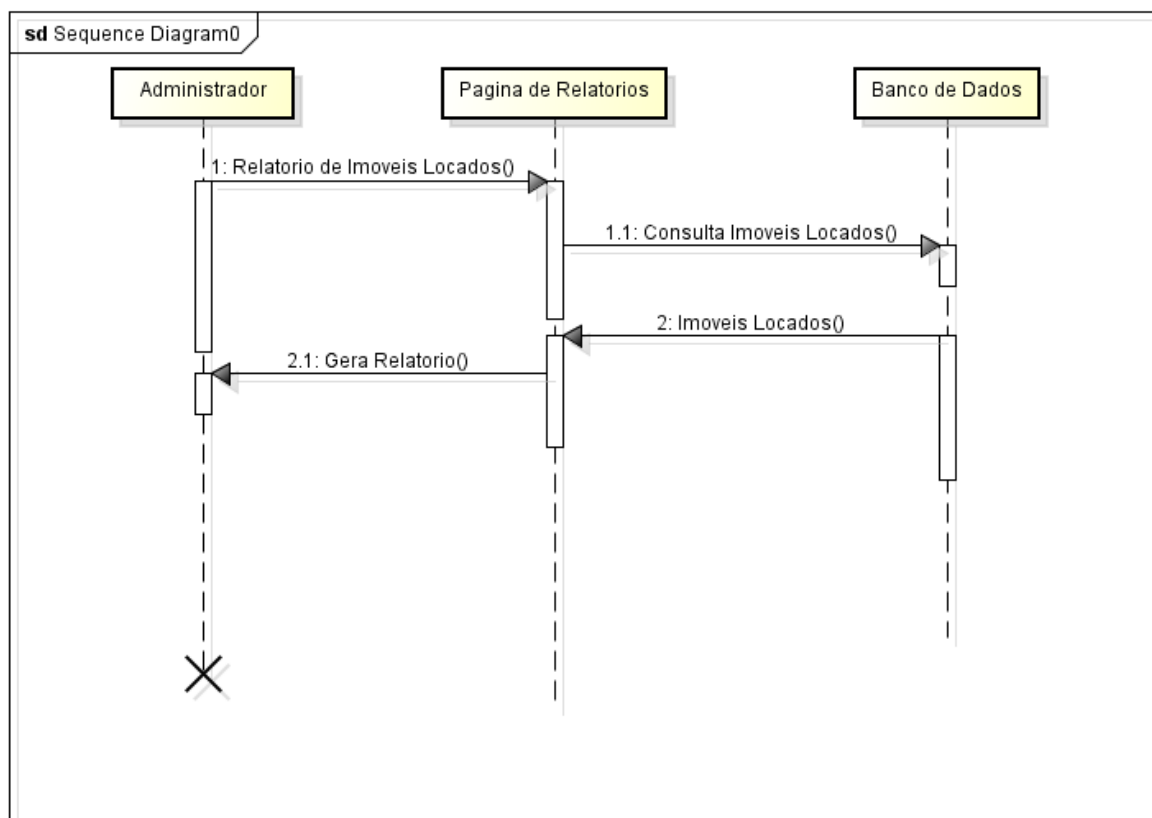 sd Sequence Diagram0
Administrador
Pagina de Relatorios
Banco de Dados
1: Relatorio de Imoveis Locados()
1.1: Consulta Imoveis Locados()
2: Imoveis Locados()
2.1: Gera Relatorio()